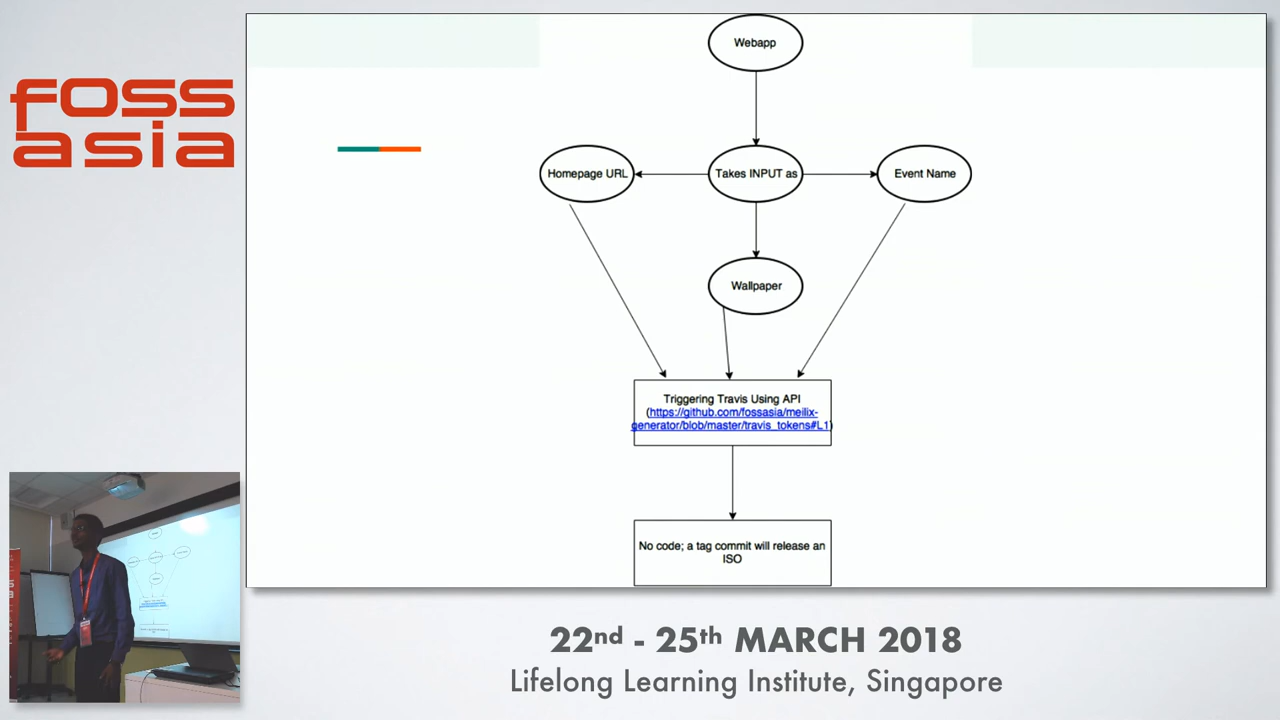 foss
asia
Webapp
Homepage URL
Takes INPUT as
Event Name
Wallpaper
Triggering Travis Using API
(https://github.com/fossasia/meilix-
generator/blob/master/travis_tokens#L1)
No code; a tag commit will release an
ISO
22nd - 25th MARCH 2018
Lifelong Learning Institute, Singapore